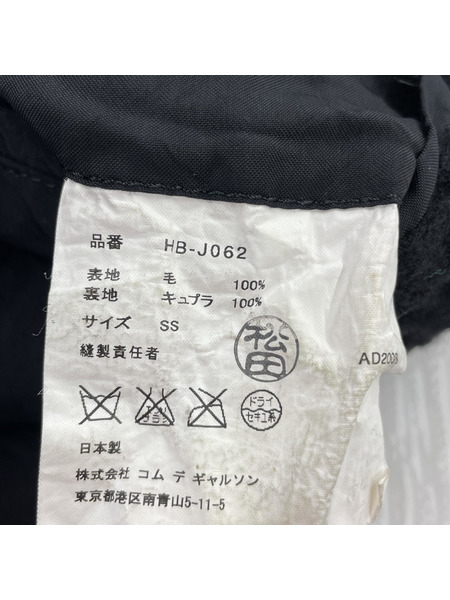 品番 HB-J062
表地 毛 100%
裏地 キュプラ 100%
サイズ SS
縫製責任者 松田
AD2008
ドライ
セキユ系
日本製
株式会社 コム デ ギャルソン
東京都港区南青山5-11-5